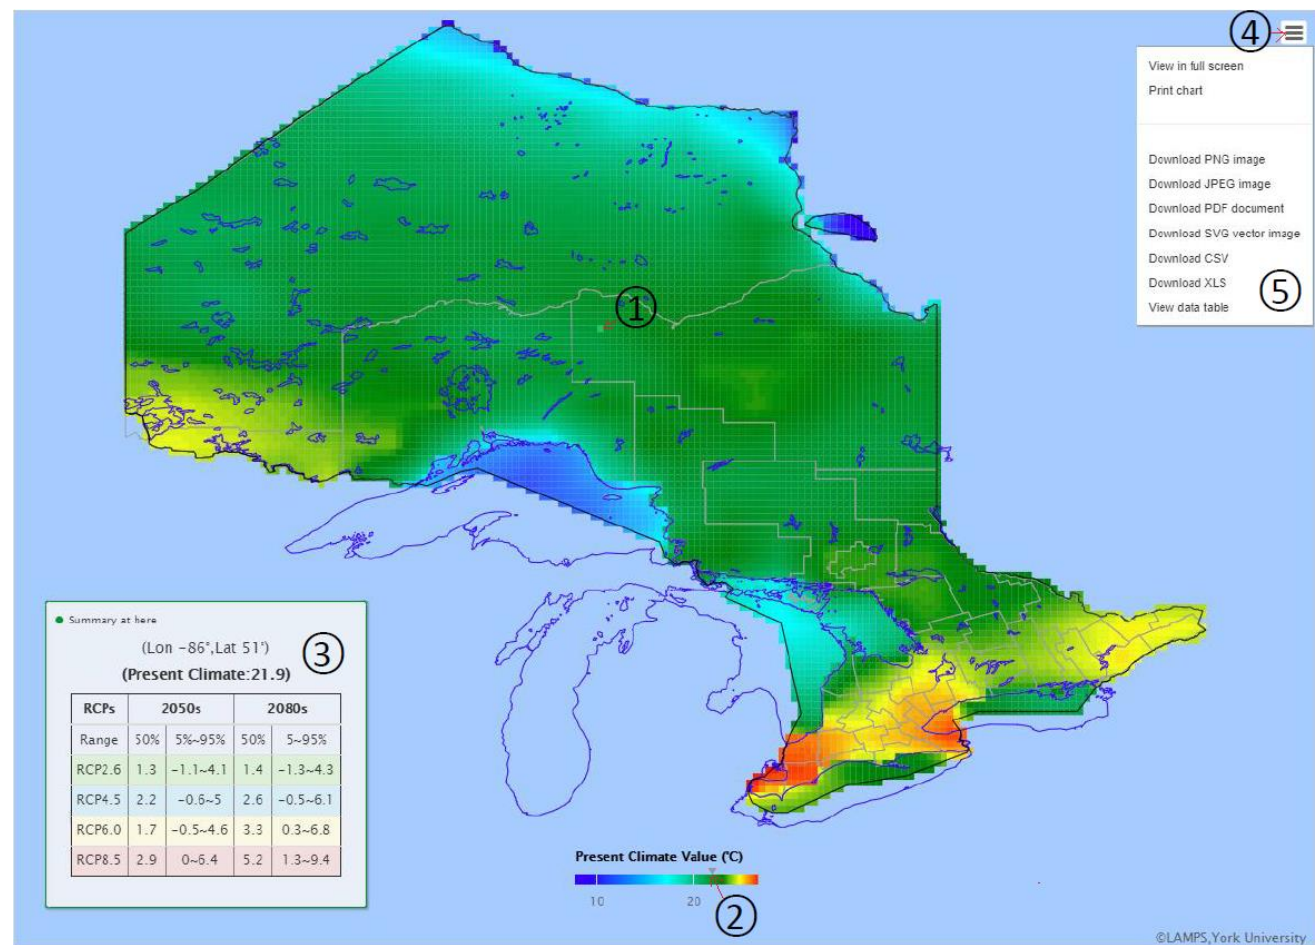 ④
View in full screen
Print chart
Download PNG image
Download JPEG image
Download PDF document
Download SVG vector image
Download CSV
Download XLS
View data table
⑤
①
Summary at here
(Lon -86°,Lat 51°)
③
(Present Climate:21.9)
RCPs 2050s 2080s
Range 50% 5%~95% 50% 5~95%
RCP2.6 1.3 -1.1~4.1 1.4 -1.3~4.3
RCP4.5 2.2 -0.6~5 2.6 -0.5~6.1
RCP6.0 1.7 -0.5~4.6 3.3 0.3~6.8
RCP8.5 2.9 0~6.4 5.2 1.3~9.4
Present Climate Value (°C)
10 20
②
©LAMPS,York University